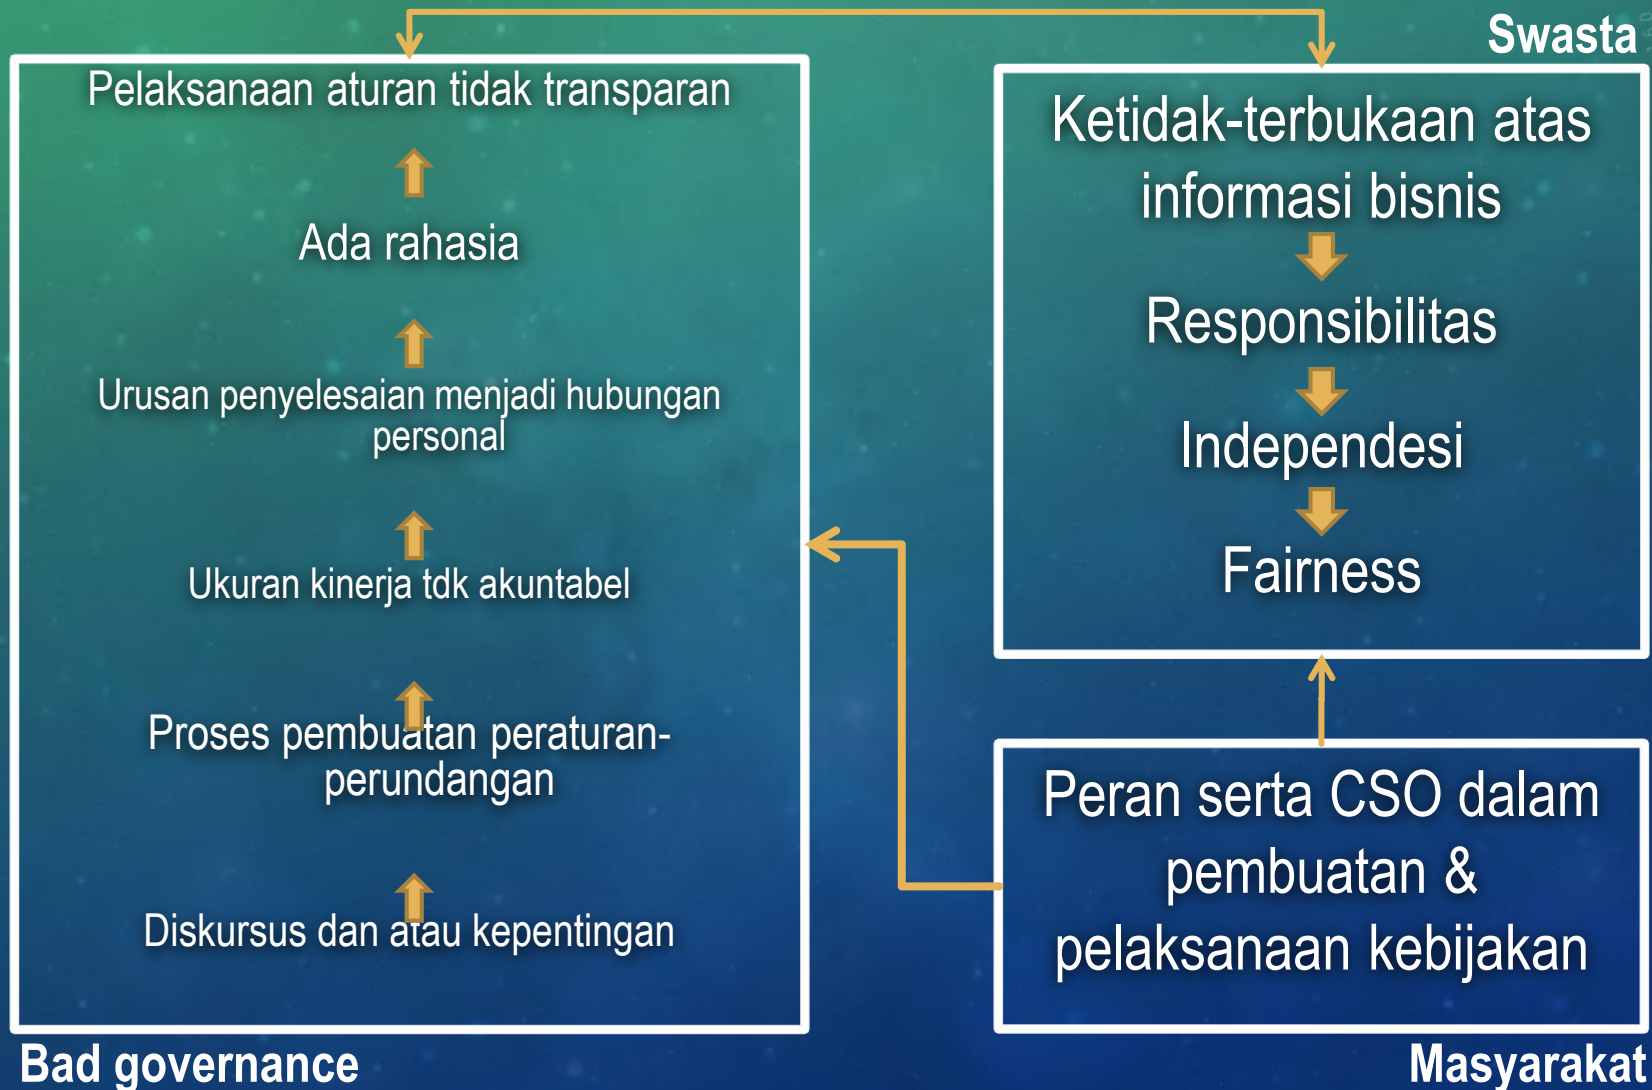 Swasta
Pelaksanaan aturan tidak transparan
Ada rahasia
Urusan penyelesaian menjadi hubungan
personal
Ukuran kinerja tdk akuntabel
Proses pembuatan peraturan-
perundangan
Diskursus dan atau kepentingan
Bad governance
Ketidak-terbukaan atas
informasi bisnis
Responsibilitas
Independesi
Fairness
Peran serta CSO dalam
pembuatan &
pelaksanaan kebijakan
Masyarakat